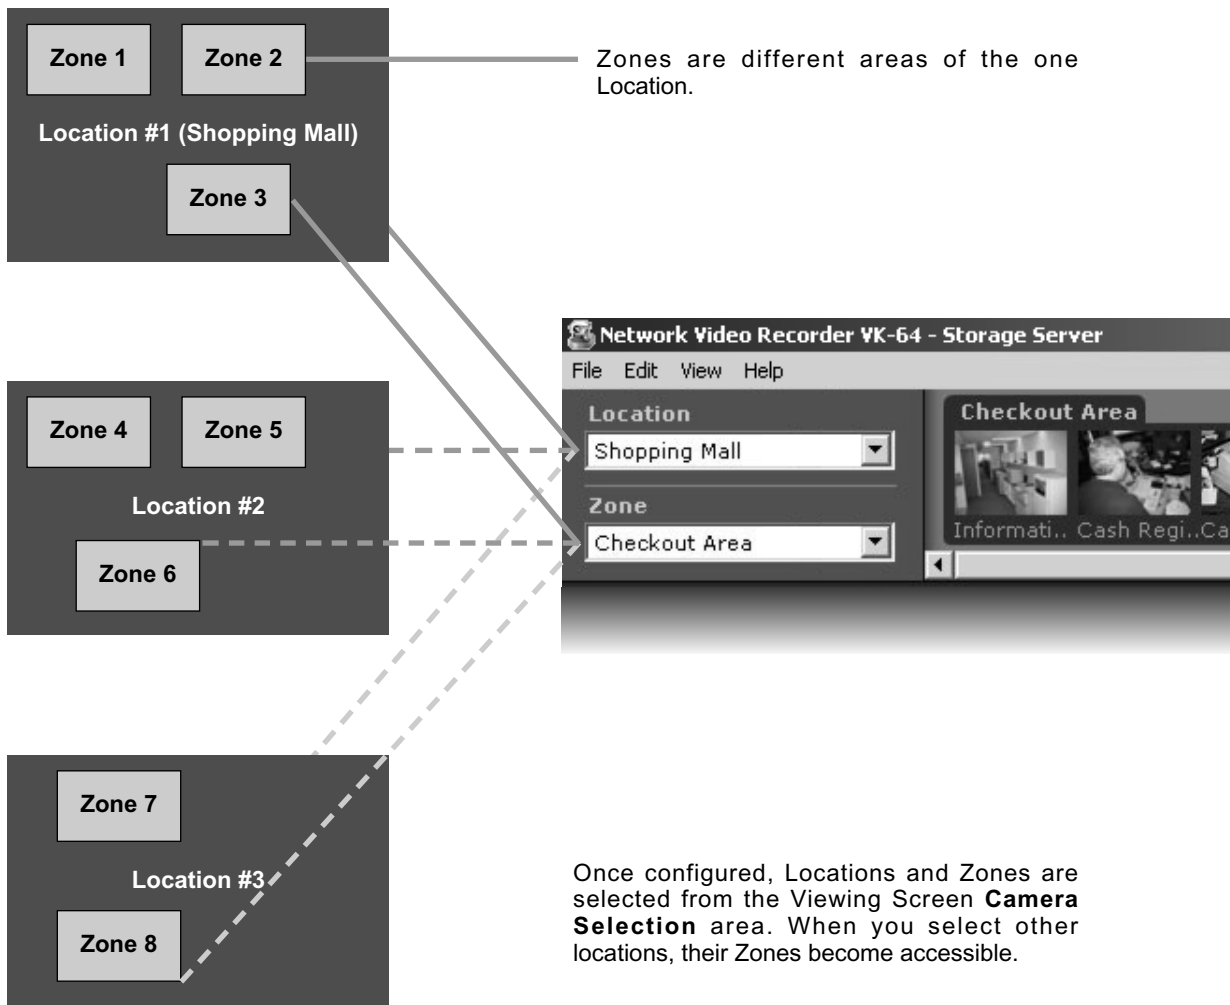 Zone 1 Zone 2
Location #1 (Shopping Mall)
Zone 3
Zones are different areas of the one
Location.
Network Video Recorder VK-64 - Storage Server
File Edit View Help
Location
Shopping Mall
Zone
Checkout Area
Checkout Area
Informati.. Cash Regi.. Ca
Zone 4 Zone 5
Location #2
Zone 6
Zone 7
Location #3
Zone 8
Once configured, Locations and Zones are
selected from the Viewing Screen Camera
Selection area. When you select other
locations, their Zones become accessible.